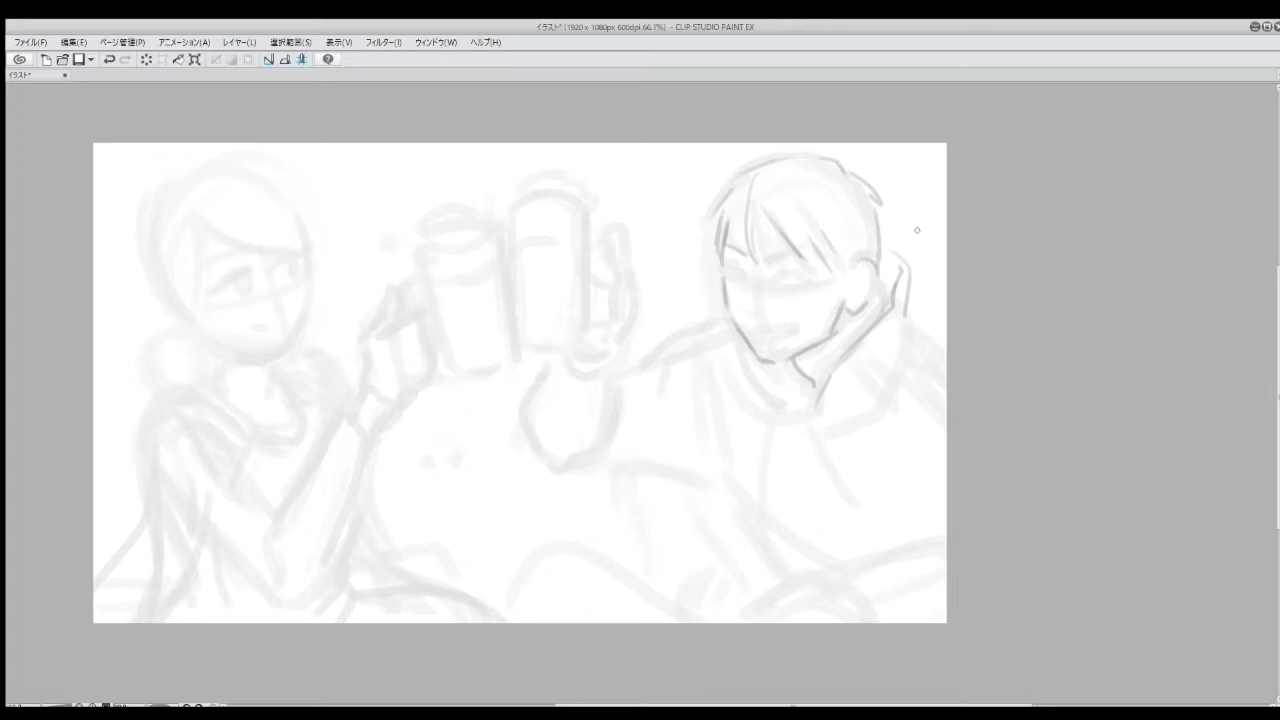 イラスト* (1920 x 1080px 600dpi 66.7%) - CLIP STUDIO PAINT EX
ファイル(F) 編集(E) ページ管理(P) アニメーション(A) レイヤー(L) 選択範囲(S) 表示(V) フィルター(I) ウィンドウ(W) ヘルプ(H)
イラスト*